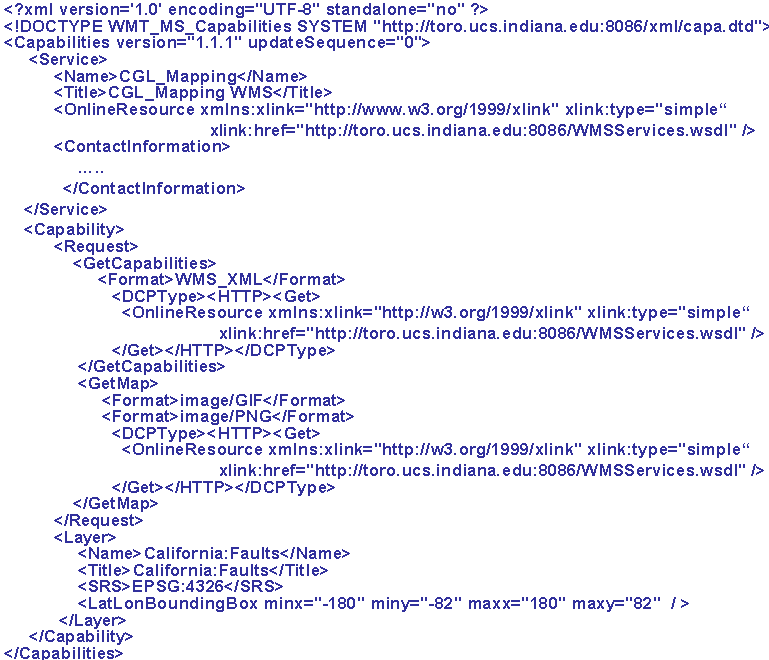 <?xml version='1.0' encoding="UTF-8" standalone="no" ?>
<!DOCTYPE WMT_MS_Capabilities SYSTEM "http://toro.ucs.indiana.edu:8086/xml/capa.dtd">
<Capabilities version="1.1.1" updateSequence="0">
<Service>
<Name>CGL_Mapping</Name>
<Title>CGL_Mapping WMS</Title>
<OnlineResource xmlns:xlink="http://www.w3.org/1999/xlink" xlink:type="simple“
xlink:href="http://toro.ucs.indiana.edu:8086/WMSServices.wsdl" />
<ContactInformation>
.....
</ContactInformation>
</Service>
<Capability>
<Request>
<GetCapabilities>
<Format>WMS_XML</Format>
<DCPType><HTTP><Get>
<OnlineResource xmlns:xlink="http://w3.org/1999/xlink" xlink:type="simple“
xlink:href="http://toro.ucs.indiana.edu:8086/WMSServices.wsdl" />
</Get></HTTP></DCPType>
</GetCapabilities>
<GetMap>
<Format>image/GIF</Format>
<Format>image/PNG</Format>
<DCPType><HTTP><Get>
<OnlineResource xmlns:xlink="http://w3.org/1999/xlink" xlink:type="simple“
xlink:href="http://toro.ucs.indiana.edu:8086/WMSServices.wsdl" />
</Get></HTTP></DCPType>
</GetMap>
</Request>
<Layer>
<Name>California:Faults</Name>
<Title>California:Faults</Title>
<SRS>EPSG:4326</SRS>
<LatLonBoundingBox minx="-180" miny="-82" maxx="180" maxy="82" / >
</Layer>
</Capability>
</Capabilities>